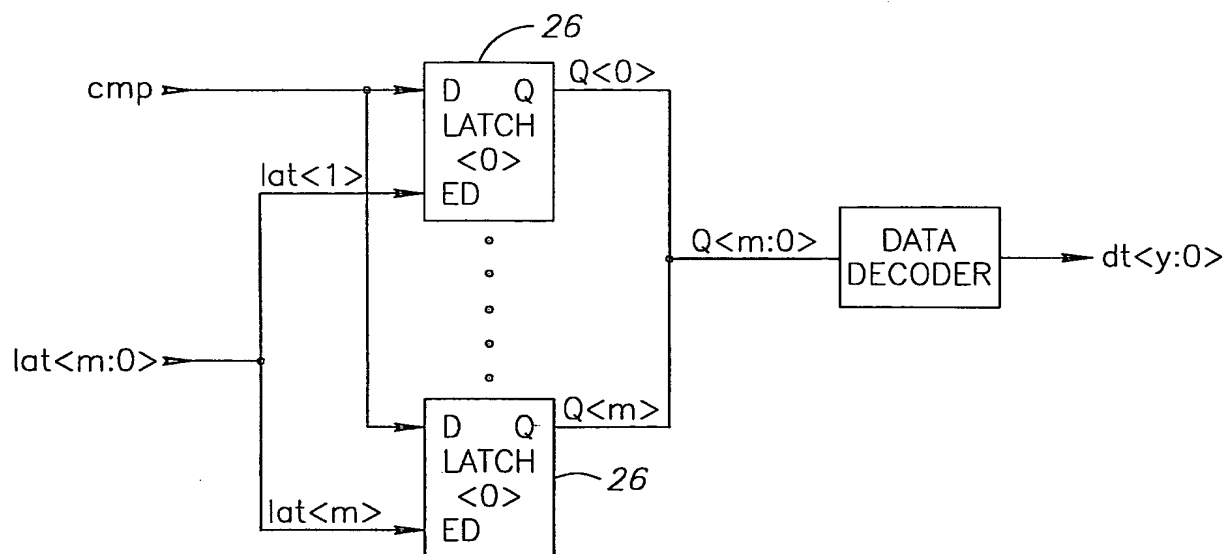 26
cmp
D Q
LATCH
<0>
ED
Q<0>
lat<1>
Q<m:0>
DATA
DECODER
dt<y:0>
lat<m:0>
D Q
LATCH
<0>
ED
Q<m>
26
lat<m>